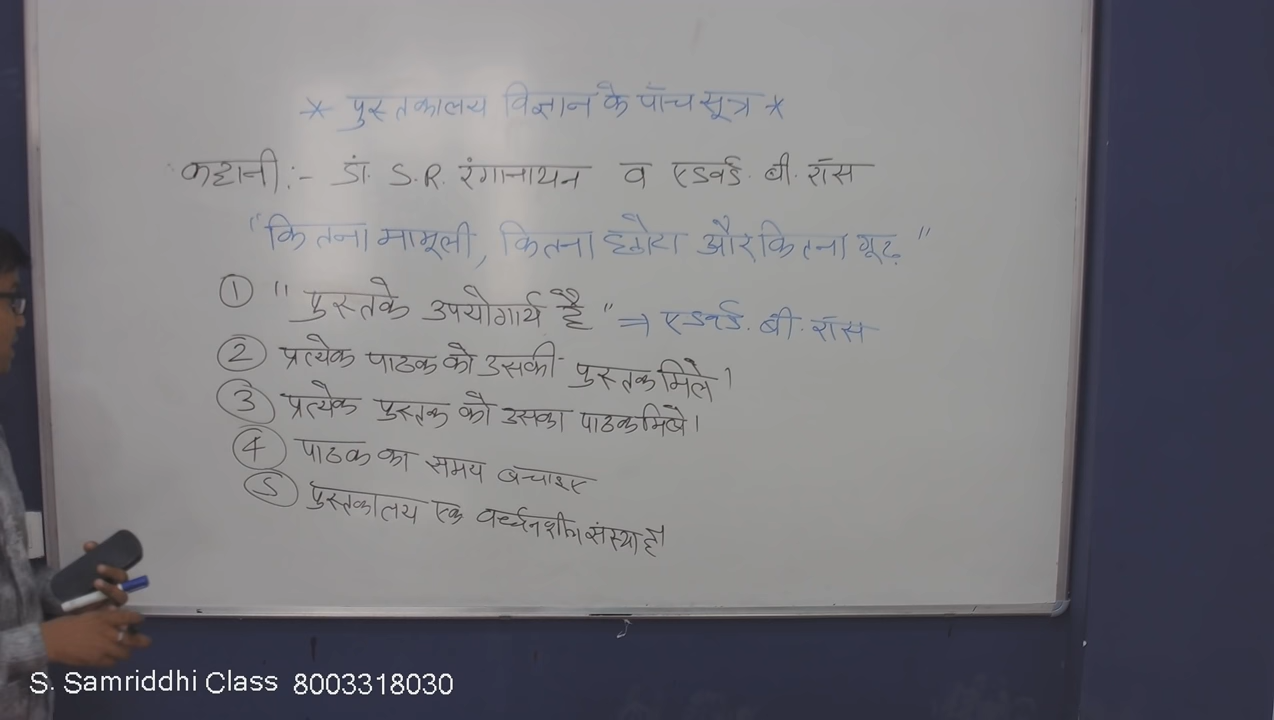 * पुस्तकालय विज्ञान के पाँच सूत्र *
कहानी :- डां. S.R. रंगानायन व एडवर्ड. बी. रॉस
"कितना मामूली, कितना छोटा और कितना गूढ़"
① "पुस्तके उपयोगार्थ है" ⇒ एडवर्ड. बी. रॉस
② प्रत्येक पाठक को उसकी पुस्तक मिले।
③ प्रत्येक पुस्तक को उसका पाठक मिले।
④ पाठक का समय बचाइए
⑤ पुस्तकालय एक वर्ध्धनशील संस्था है
S. Samriddhi Class 8003318030